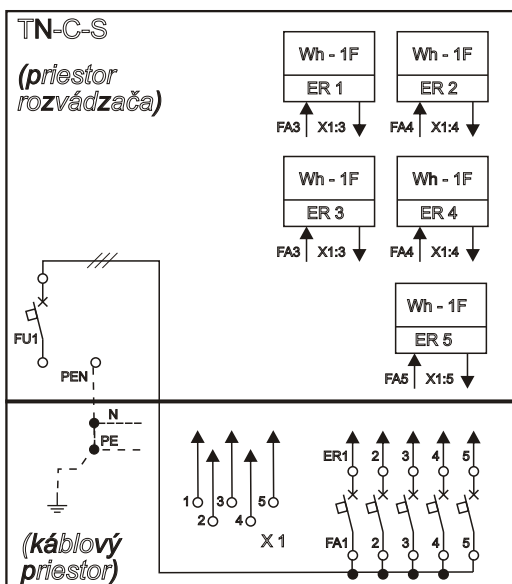 TN-C-S
(priestor
rozvádzača)
Wh - 1F
ER 1
FA3 X1:3
Wh - 1F
ER 2
FA4 X1:4
Wh - 1F
ER 3
FA3 X1:3
Wh - 1F
ER 4
FA4 X1:4
Wh - 1F
ER 5
FA5 X1:5
FU1
PEN
N
PE
1 2 3 4 5
X 1
ER1 2 3 4 5
FA1 2 3 4 5
(káblový
priestor)